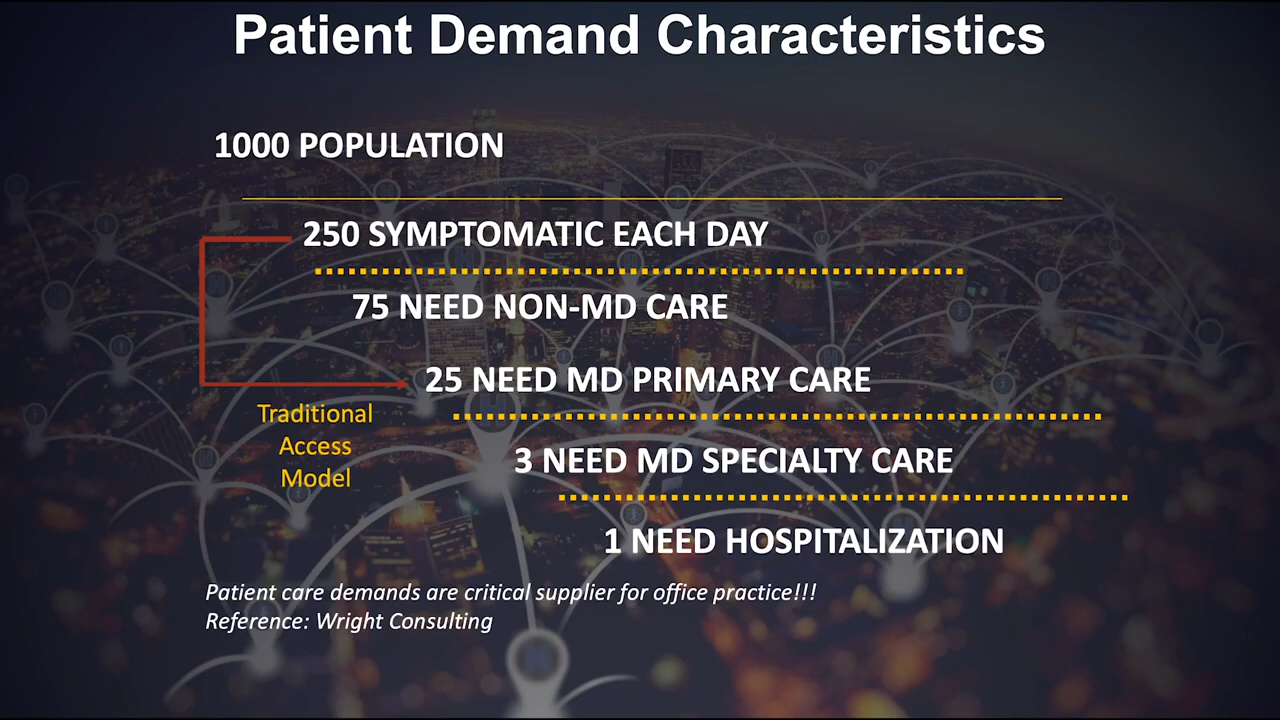 Patient Demand Characteristics
1000 POPULATION
250 SYMPTOMATIC EACH DAY
75 NEED NON-MD CARE
25 NEED MD PRIMARY CARE
Traditional
Access
Model
3 NEED MD SPECIALTY CARE
1 NEED HOSPITALIZATION
Patient care demands are critical supplier for office practice!!!
Reference: Wright Consulting